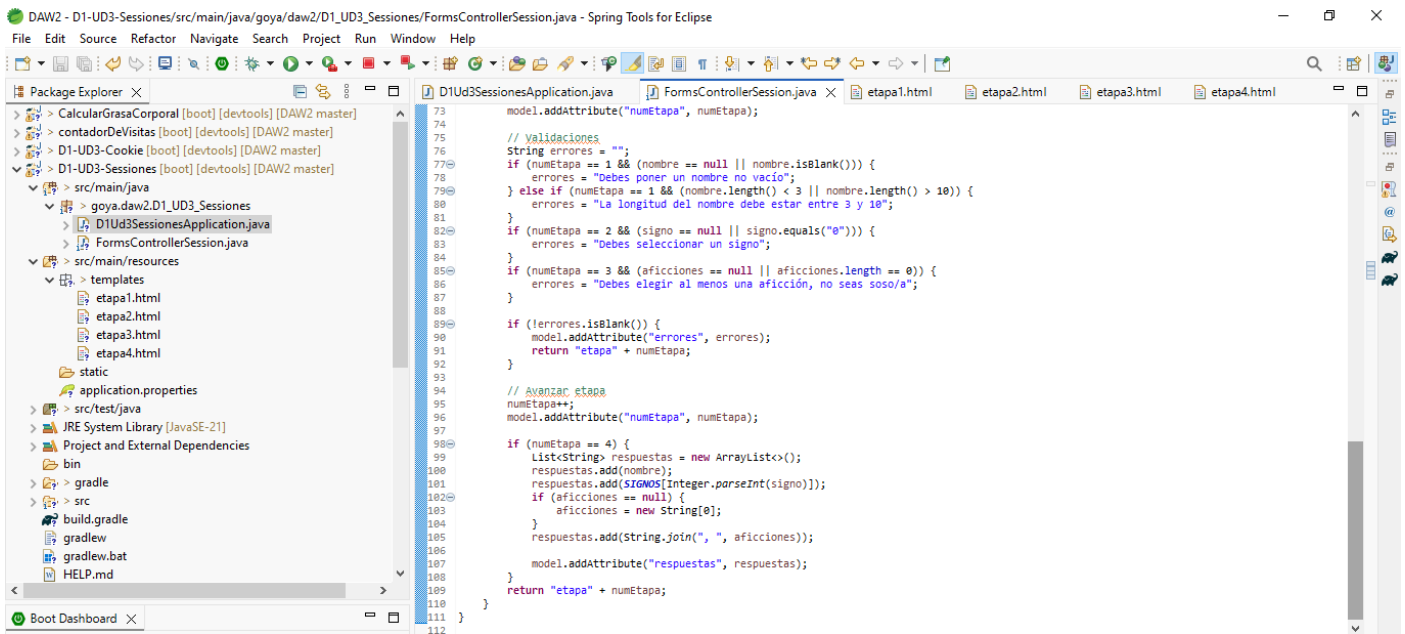 DAW2 - D1-UD3-Sessiones/src/main/java/goya/daw2/D1_UD3_Sessiones/FormsControllerSession.java - Spring Tools for Eclipse
File Edit Source Refactor Navigate Search Project Run Window Help
Package Explorer
> CalcularGrasaCorporal [boot] [devtools] [DAW2 master]
> contadorDeVisitas [boot] [devtools] [DAW2 master]
> D1-UD3-Cookie [boot] [devtools] [DAW2 master]
> D1-UD3-Sessiones [boot] [devtools] [DAW2 master]
> src/main/java
> goya.daw2.D1_UD3_Sessiones
> D1Ud3SessionesApplication.java
> FormsControllerSession.java
> src/main/resources
> templates
etapa1.html
etapa2.html
etapa3.html
etapa4.html
static
application.properties
> src/test/java
JRE System Library [JavaSE-21]
Project and External Dependencies
bin
> gradle
> src
build.gradle
gradlew
gradlew.bat
HELP.md
Boot Dashboard
D1Ud3SessionesApplication.java FormsControllerSession.java etapa1.html etapa2.html etapa3.html etapa4.html
73 model.addAttribute("numEtapa", numEtapa);
74
75 // Validaciones
76 String errores = "";
77 if (numEtapa == 1 && (nombre == null || nombre.isBlank())) {
78 errores = "Debes poner un nombre no vacío";
79 } else if (numEtapa == 1 && (nombre.length() < 3 || nombre.length() > 10)) {
80 errores = "La longitud del nombre debe estar entre 3 y 10";
81 }
82 if (numEtapa == 2 && (signo == null || signo.equals("0"))) {
83 errores = "Debes seleccionar un signo";
84 }
85 if (numEtapa == 3 && (aficciones == null || aficciones.length == 0)) {
86 errores = "Debes elegir al menos una aficción, no seas soso/a";
87 }
88
89 if (!errores.isBlank()) {
90 model.addAttribute("errores", errores);
91 return "etapa" + numEtapa;
92 }
93
94 // Avanzar etapa
95 numEtapa++;
96 model.addAttribute("numEtapa", numEtapa);
97
98 if (numEtapa == 4) {
99 List<String> respuestas = new ArrayList<>();
100 respuestas.add(nombre);
101 respuestas.add(SIGNOS[Integer.parseInt(signo)]);
102 if (aficciones == null) {
103 aficciones = new String[0];
104 }
105 respuestas.add(String.join(", ", aficciones));
106
107 model.addAttribute("respuestas", respuestas);
108 }
109 return "etapa" + numEtapa;
110 }
111 }
112